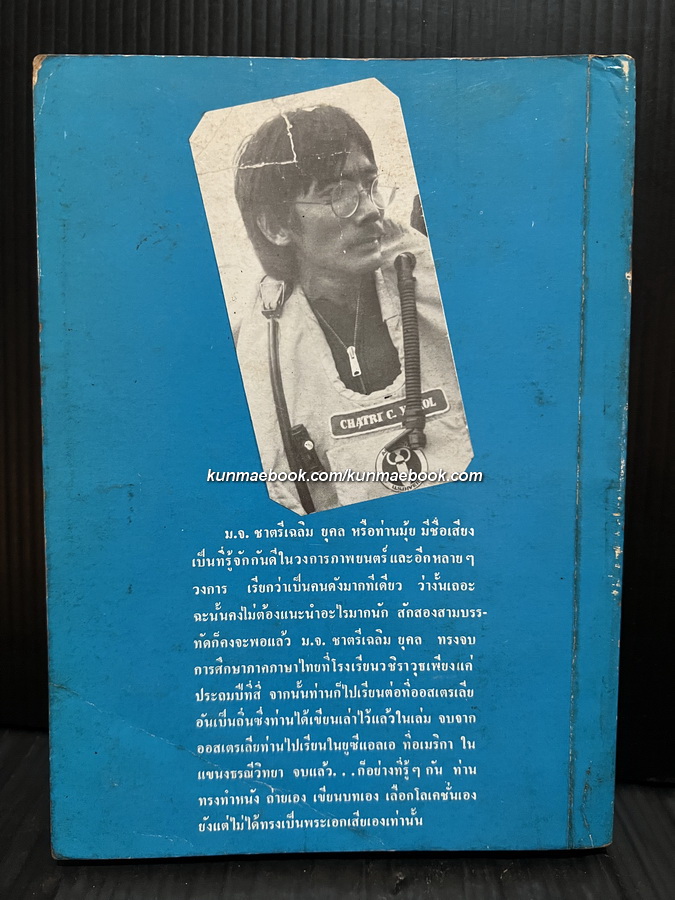 CHATRI C.
kunmaebook.com/kunmaebook.com
ม.จ. ชาตรีเฉลิม ยุคล หรือท่านมุ้ย มีชื่อเสียง
เป็นที่รู้จักกันดีในวงการภาพยนตร์และอีกหลายๆ
วงการ เรียกว่าเป็นคนดังมากทีเดียว ว่างั้นเถอะ
ฉะนั้นคงไม่ต้องแนะนำอะไรมากนัก สักสองสามบรร-
ทัดก็คงจะพอแล้ว ม.จ. ชาตรีเฉลิม ยุคล ทรงจบ
การศึกษาภาคภาษาไทยที่โรงเรียนวชิราวุธเพียงแค่
ประถมปีที่สี่ จากนั้นท่านก็ไปเรียนต่อที่ออสเตรเลีย
อันเป็นถิ่นซึ่งท่านได้เขียนเล่าไว้แล้วในเล่ม จบจาก
ออสเตรเลียท่านไปเรียนในยูซีแอลเอ ที่อเมริกา ใน
แขนงธรณีวิทยา จบแล้ว...ก็อย่างที่รู้ๆ กัน ท่าน
ทรงทำหนัง ถ่ายเอง เขียนบทเอง เลือกโลเคชั่นเอง
ยังแต่ไม่ได้ทรงเป็นพระเอกเสียเองเท่านั้น